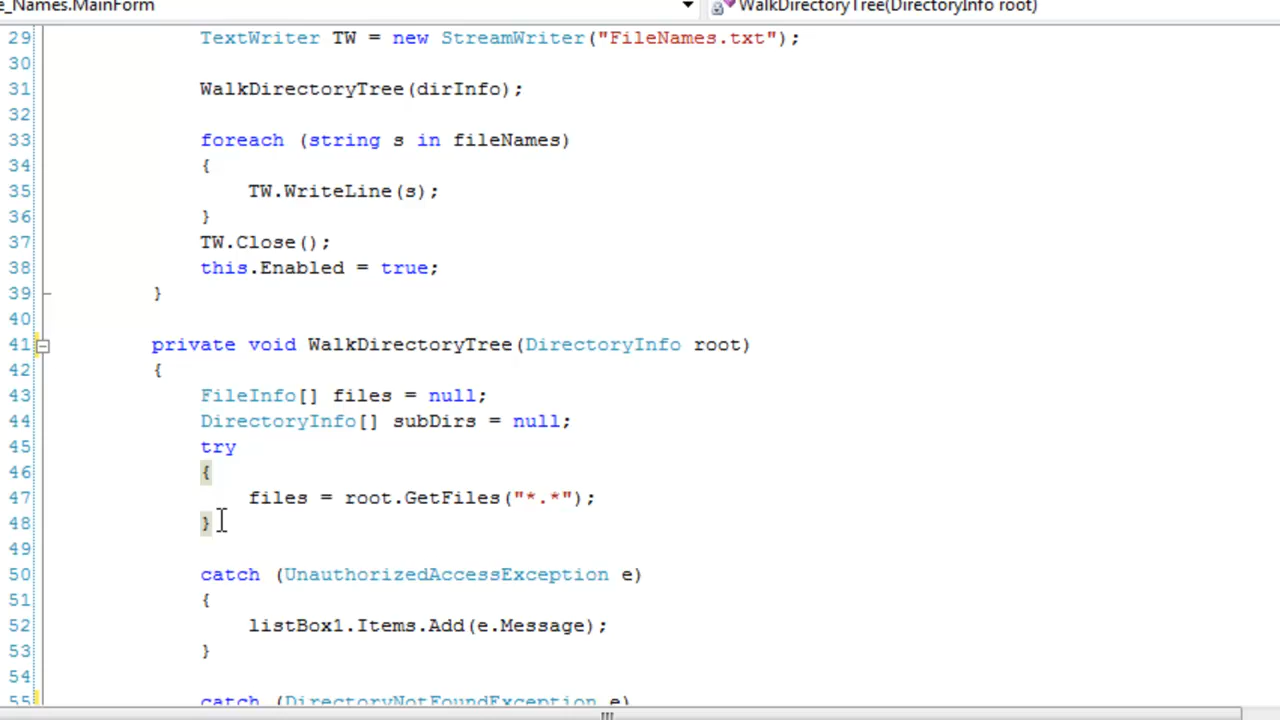 e_Names.MainForm WalkDirectoryTree(DirectoryInfo root)
29 TextWriter TW = new StreamWriter("FileNames.txt");
30
31 WalkDirectoryTree(dirInfo);
32
33 foreach (string s in fileNames)
34 {
35 TW.WriteLine(s);
36 }
37 TW.Close();
38 this.Enabled = true;
39 }
40
41 private void WalkDirectoryTree(DirectoryInfo root)
42 {
43 FileInfo[] files = null;
44 DirectoryInfo[] subDirs = null;
45 try
46 {
47 files = root.GetFiles("*.*");
48 }
49
50 catch (UnauthorizedAccessException e)
51 {
52 listBox1.Items.Add(e.Message);
53 }
54
55 catch (DirectoryNotFoundException e)